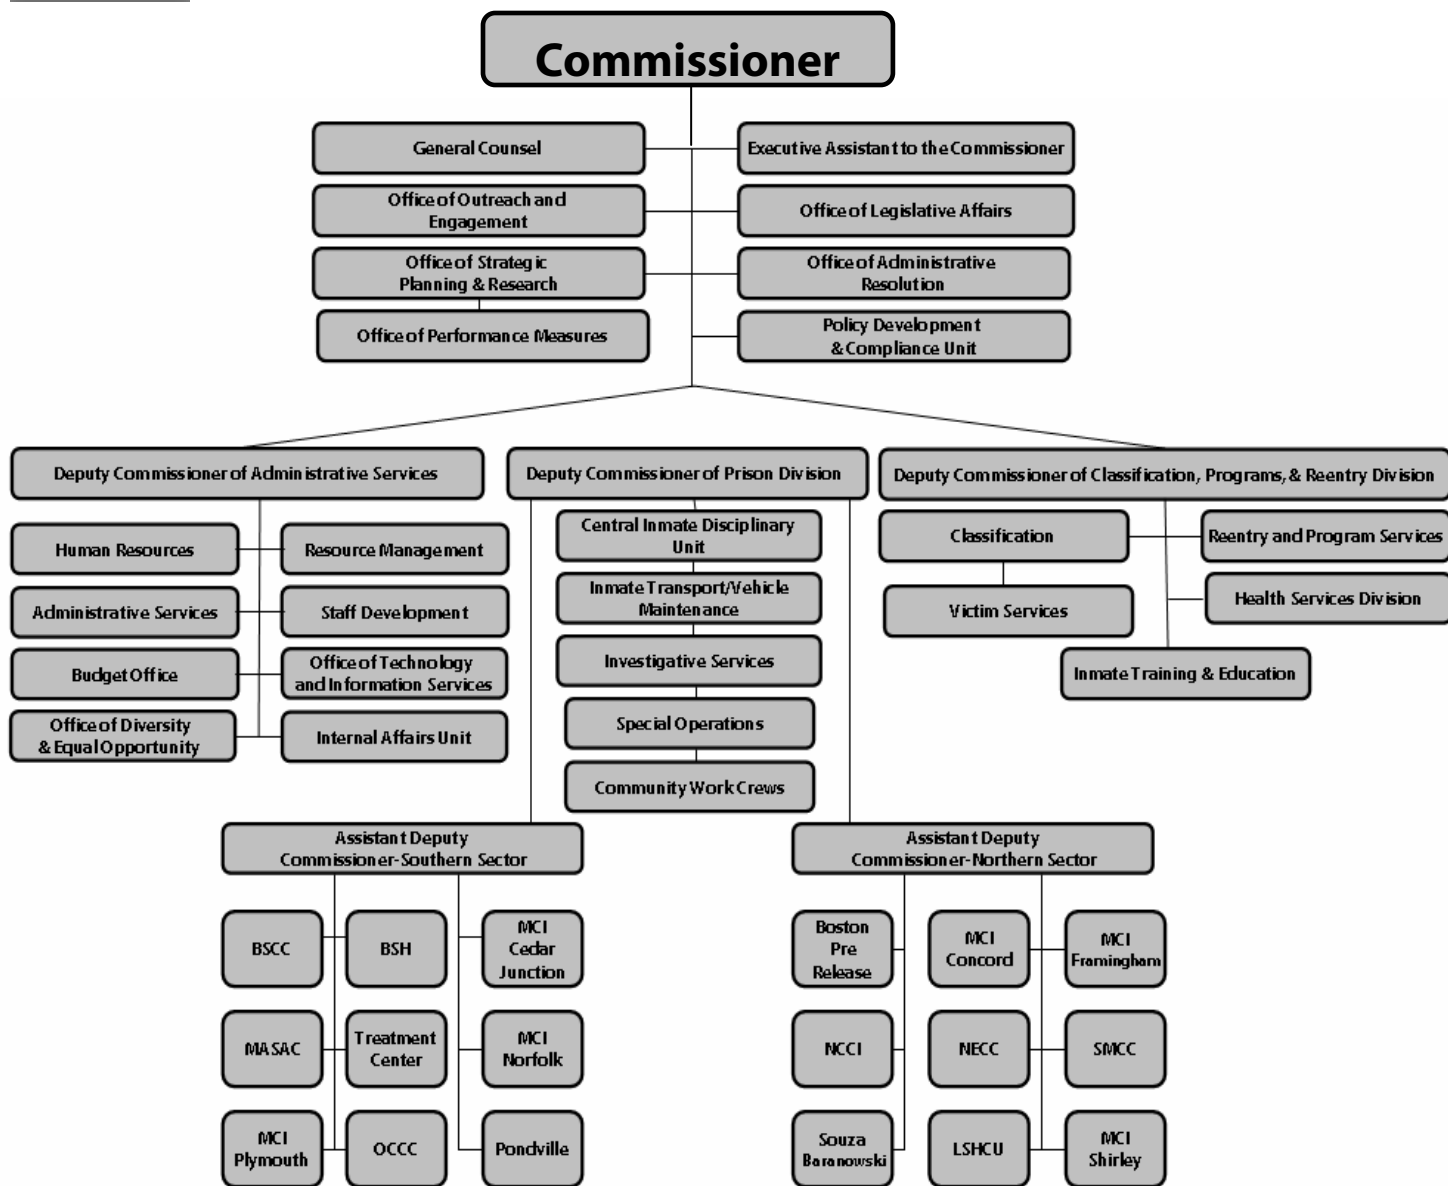 Commissioner
General Counsel
Executive Assistant to the Commissioner
Office of Outreach and
Engagement
Office of Legislative Affairs
Office of Strategic
Planning & Research
Office of Administrative
Resolution
Office of Performance Measures
Policy Development
& Compliance Unit
Deputy Commissioner of Administrative Services
Deputy Commissioner of Prison Division
Deputy Commissioner of Classification, Programs, & Reentry Division
Human Resources
Resource Management
Administrative Services
Staff Development
Budget Office
Office of Technology
and Information Services
Office of Diversity
& Equal Opportunity
Internal Affairs Unit
Central Inmate Disciplinary
Unit
Inmate Transport/Vehicle
Maintenance
Investigative Services
Special Operations
Community Work Crews
Classification
Reentry and Program Services
Victim Services
Health Services Division
Inmate Training & Education
Assistant Deputy
Commissioner-Southern Sector
BSCC
BSH
MCI
Cedar
Junction
MASAC
Treatment
Center
MCI
Norfolk
MCI
Plymouth
OCCC
Pondville
Assistant Deputy
Commissioner-Northern Sector
Boston
Pre
Release
MCI
Concord
MCI
Framingham
NCCI
NECC
SMCC
Souza
Baranowski
LSHCU
MCI
Shirley